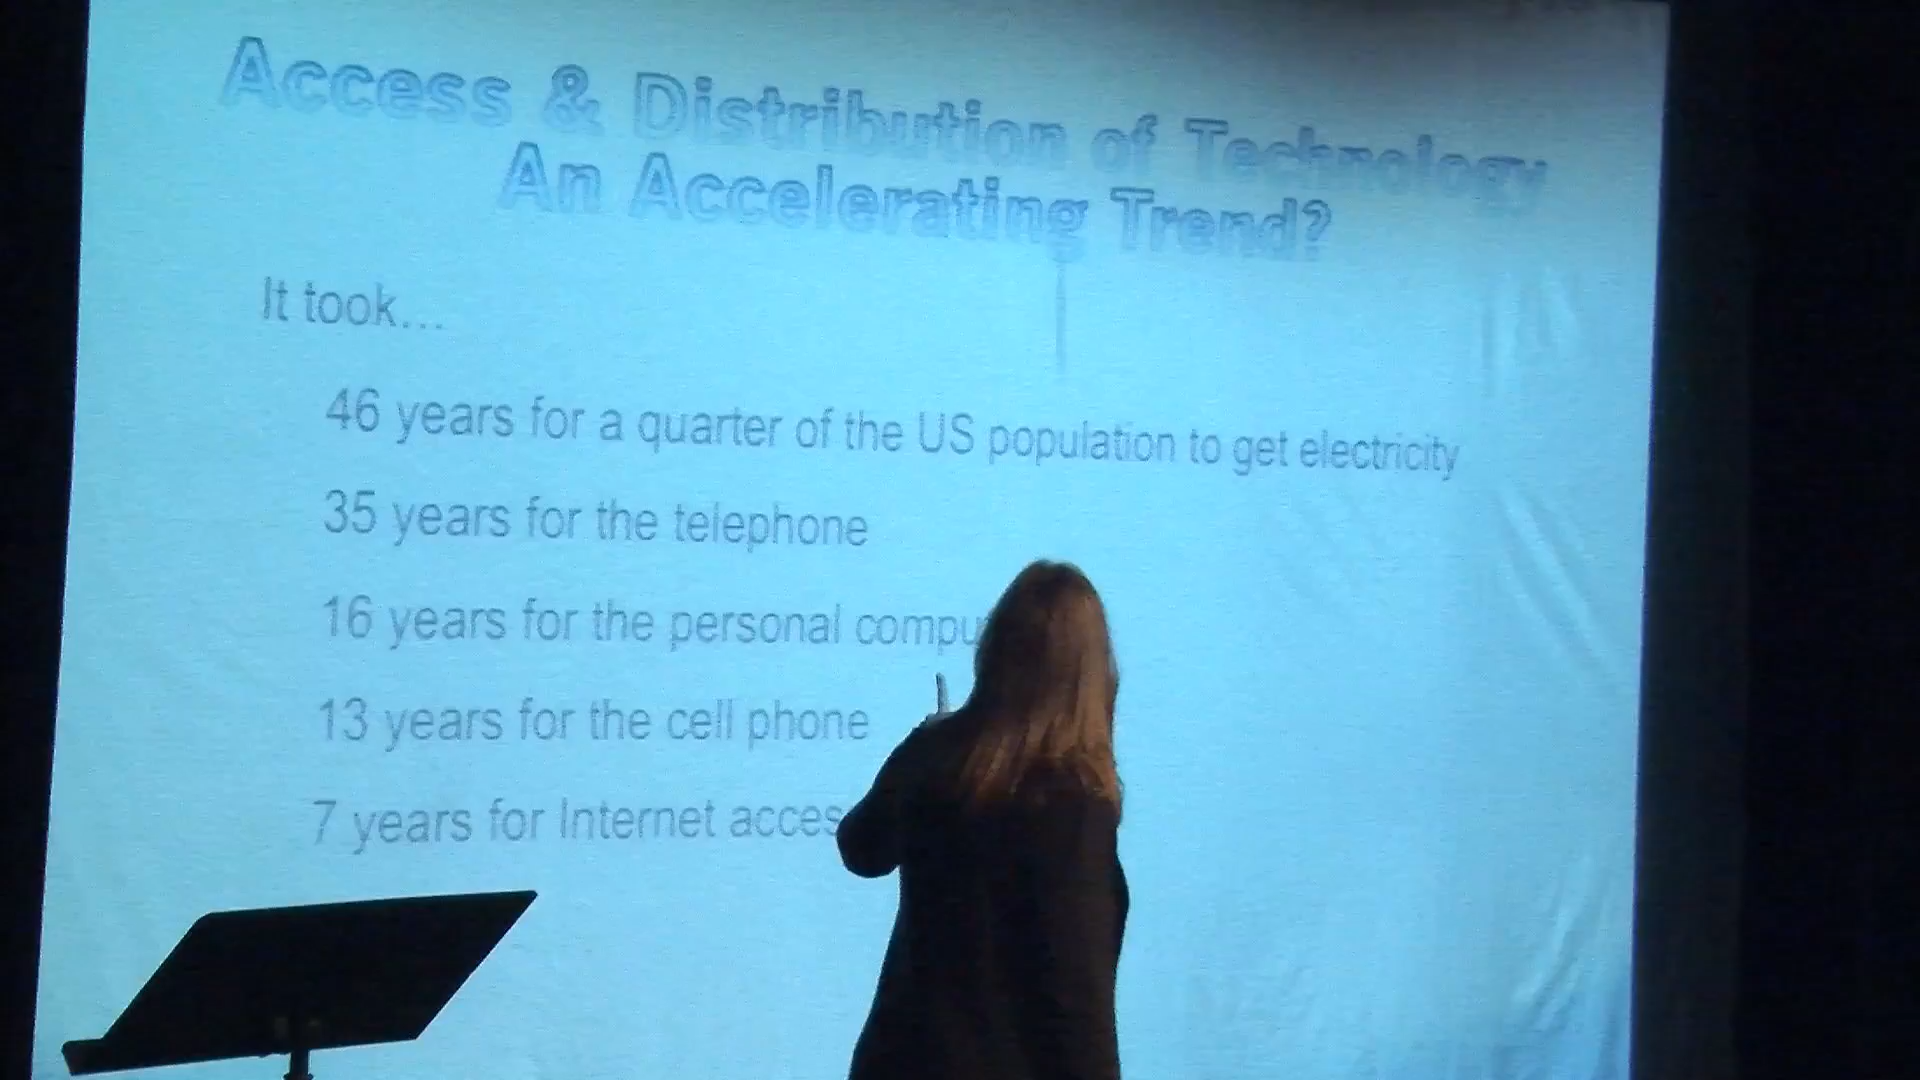 Access & Distribution of Technology
An Accelerating Trend?
It took...
46 years for a quarter of the US population to get electricity
35 years for the telephone
16 years for the personal compu
13 years for the cell phone
7 years for Internet acces